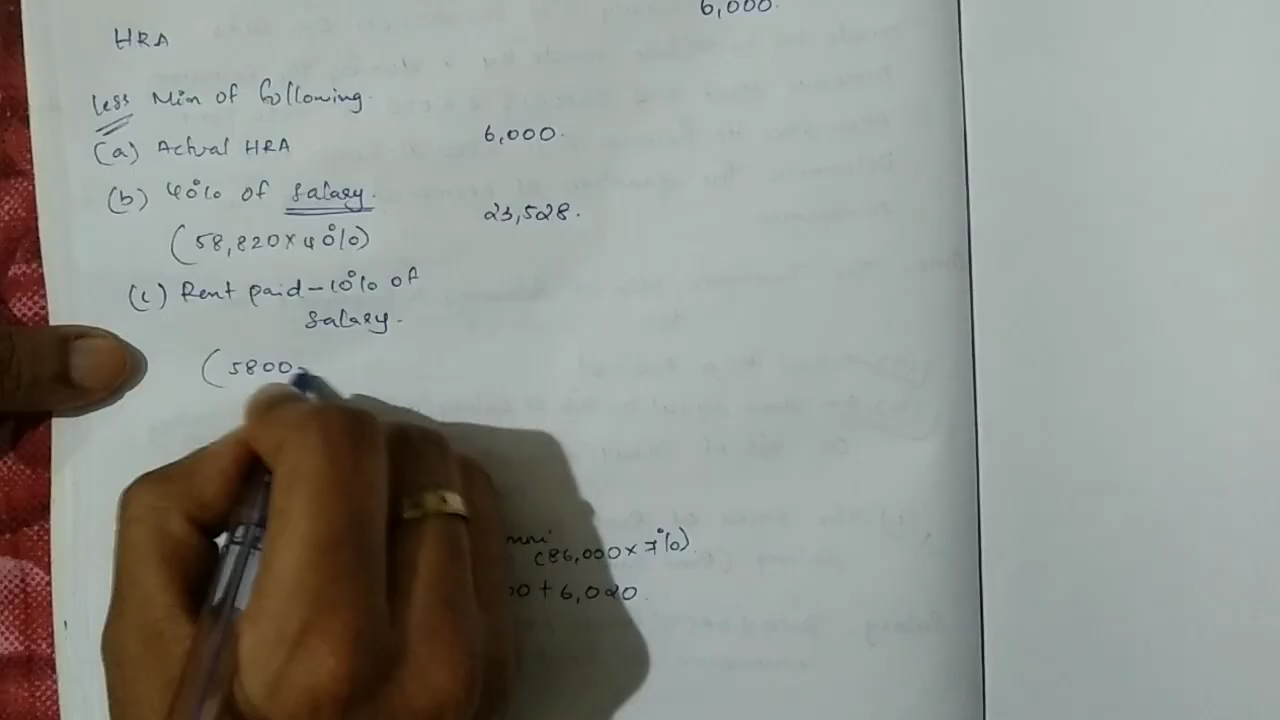 6,000.
HRA
less Min of following.
(a) Actual HRA 6,000.
(b) 40% of salary. 23,528.
(58,820×40%)
(c) Rent paid-10% of
salary.
(5800
(86,000×7%)
+ 6,020.